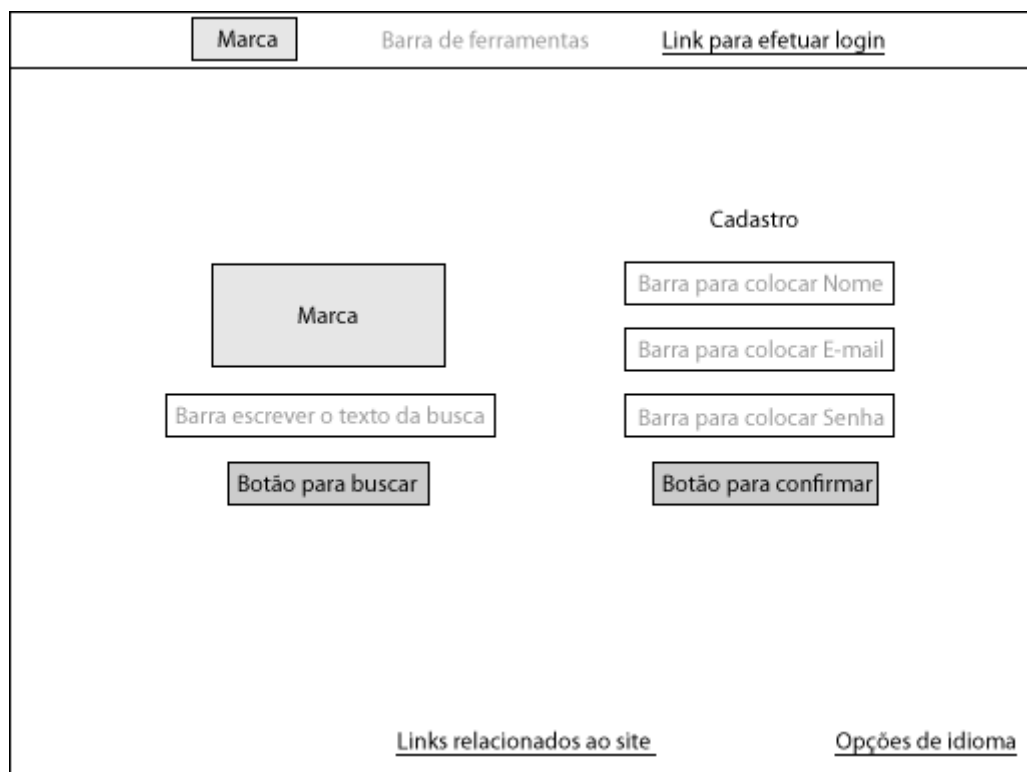 Marca
Barra de ferramentas
Link para efetuar login
Marca
Barra escrever o texto da busca
Botão para buscar
Cadastro
Barra para colocar Nome
Barra para colocar E-mail
Barra para colocar Senha
Botão para confirmar
Links relacionados ao site
Opções de idioma